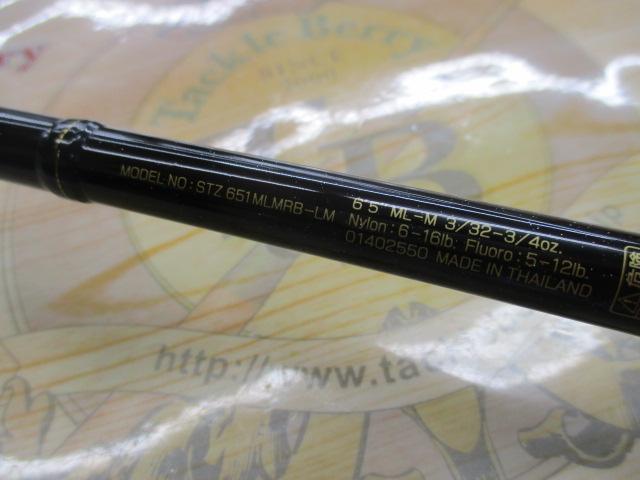 Tackle Berry
MODEL NO : STZ 651MLMRB-LM
6'5" ML-M 3/32-3/4oz.
Nylon : 6-16lb. Fluoro : 5-12lb.
01402550 MADE IN THAILAND
http://www.tackle